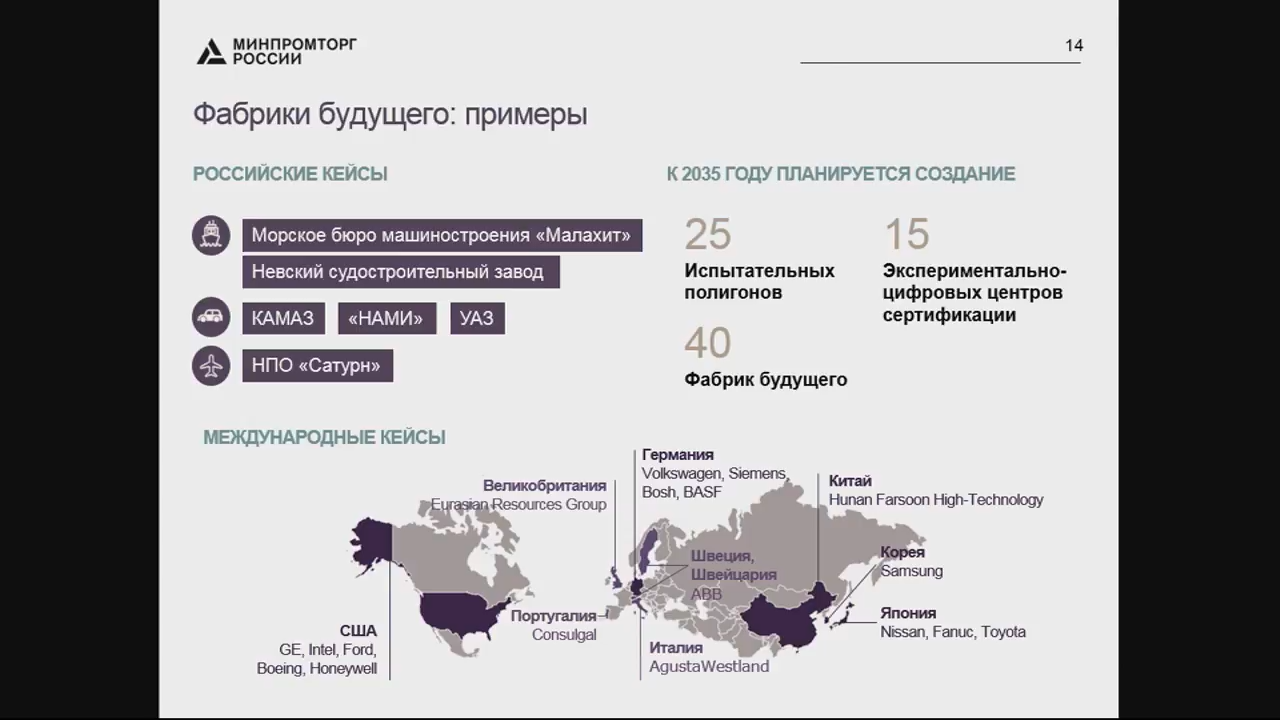 МИНПРОМТОРГ
РОССИИ
14
Фабрики будущего: примеры
РОССИЙСКИЕ КЕЙСЫ
Морское бюро машиностроения «Малахит»
Невский судостроительный завод
КАМАЗ
«НАМИ»
УАЗ
НПО «Сатурн»
К 2035 ГОДУ ПЛАНИРУЕТСЯ СОЗДАНИЕ
25
Испытательных
полигонов
15
Экспериментально-
цифровых центров
сертификации
40
Фабрик будущего
МЕЖДУНАРОДНЫЕ КЕЙСЫ
Великобритания
Eurasian Resources Group
Германия
Volkswagen, Siemens,
Bosh, BASF
Китай
Hunan Farsoon High-Technology
Швеция,
Швейцария
ABB
Корея
Samsung
Португалия
Consulgal
Япония
Nissan, Fanuc, Toyota
США
GE, Intel, Ford,
Boeing, Honeywell
Италия
AgustaWestland